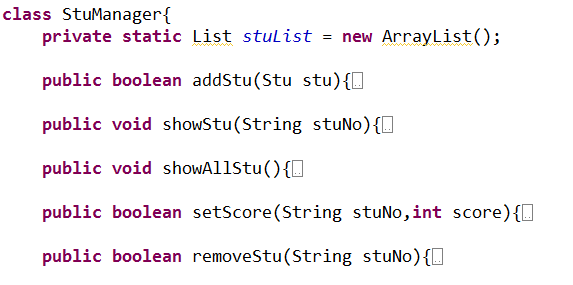 class StuManager{
private static List stuList = new ArrayList();
public boolean addStu(Stu stu){
public void showStu(String stuNo){
public void showAllStu(){
public boolean setScore(String stuNo,int score){
public boolean removeStu(String stuNo){